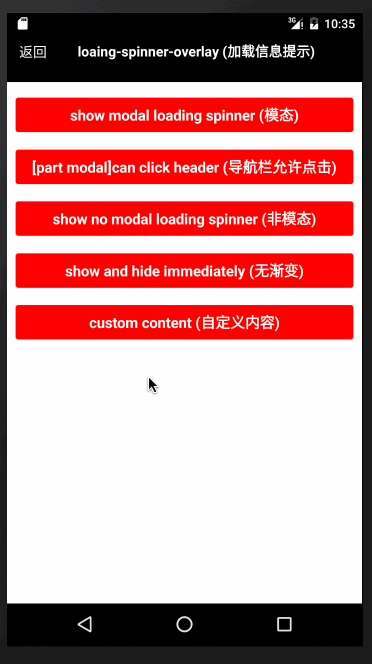 3G 10:35
返回 loaing-spinner-overlay (加载信息提示)
show modal loading spinner (模态)
[part modal]can click header (导航栏允许点击)
show no modal loading spinner (非模态)
show and hide immediately (无渐变)
custom content (自定义内容)